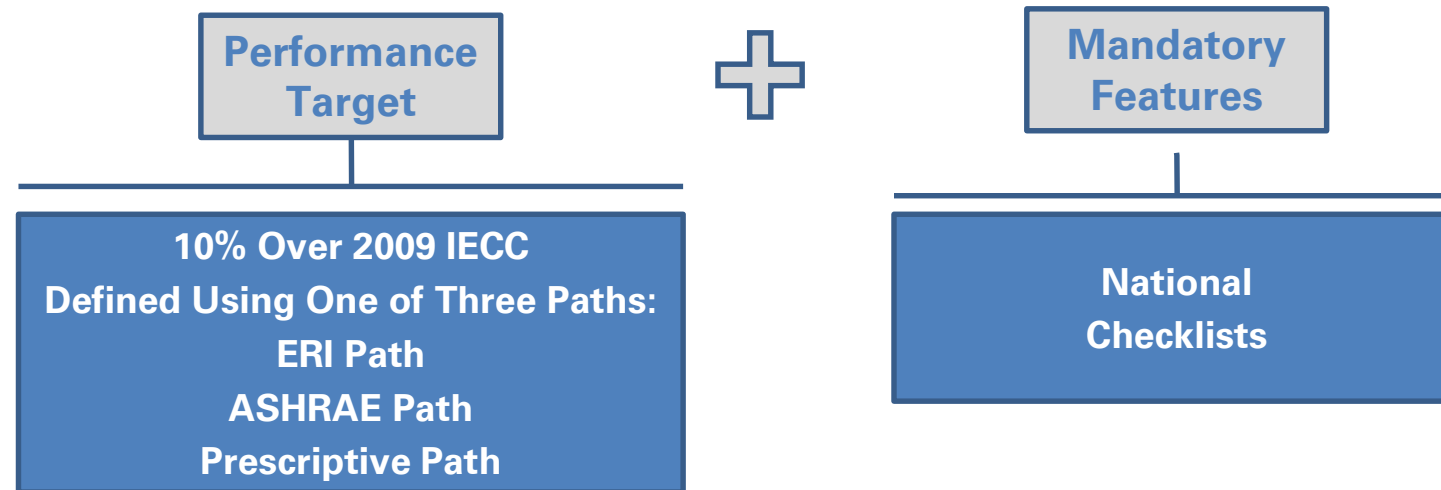 Performance
Target
Mandatory
Features
10% Over 2009 IECC
Defined Using One of Three Paths:
ERI Path
ASHRAE Path
Prescriptive Path
National
Checklists